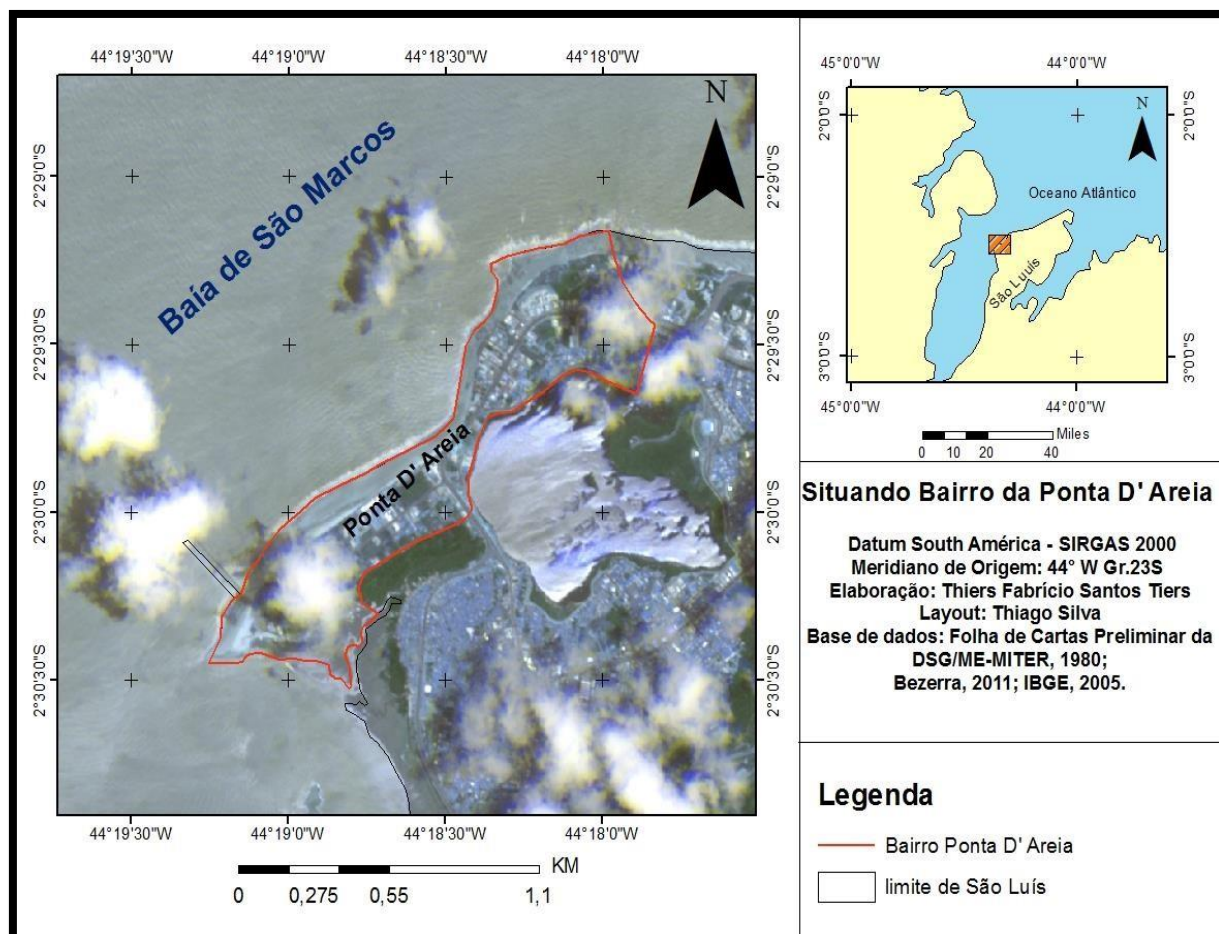 44°19'30"W 44°19'0"W 44°18'30"W 44°18'0"W
N
Baía de São Marcos
2°29'0"S 2°29'0"S
2°29'30"S 2°29'30"S
Ponta D' Areia
2°30'0"S 2°30'0"S
2°30'30"S 2°30'30"S
44°19'30"W 44°19'0"W 44°18'30"W 44°18'0"W
KM
0 0,275 0,55 1,1
45°0'0"W 44°0'0"W
N
2°0'0"S 2°0'0"S
Oceano Atlântico
São Luuís
3°0'0"S 3°0'0"S
45°0'0"W 44°0'0"W
Miles
0 10 20 40
Situando Bairro da Ponta D' Areia
Datum South América - SIRGAS 2000
Meridiano de Origem: 44° W Gr.23S
Elaboração: Thiers Fabrício Santos Tiers
Layout: Thiago Silva
Base de dados: Folha de Cartas Preliminar da
DSG/ME-MITER, 1980;
Bezerra, 2011; IBGE, 2005.
Legenda
Bairro Ponta D' Areia
limite de São Luís